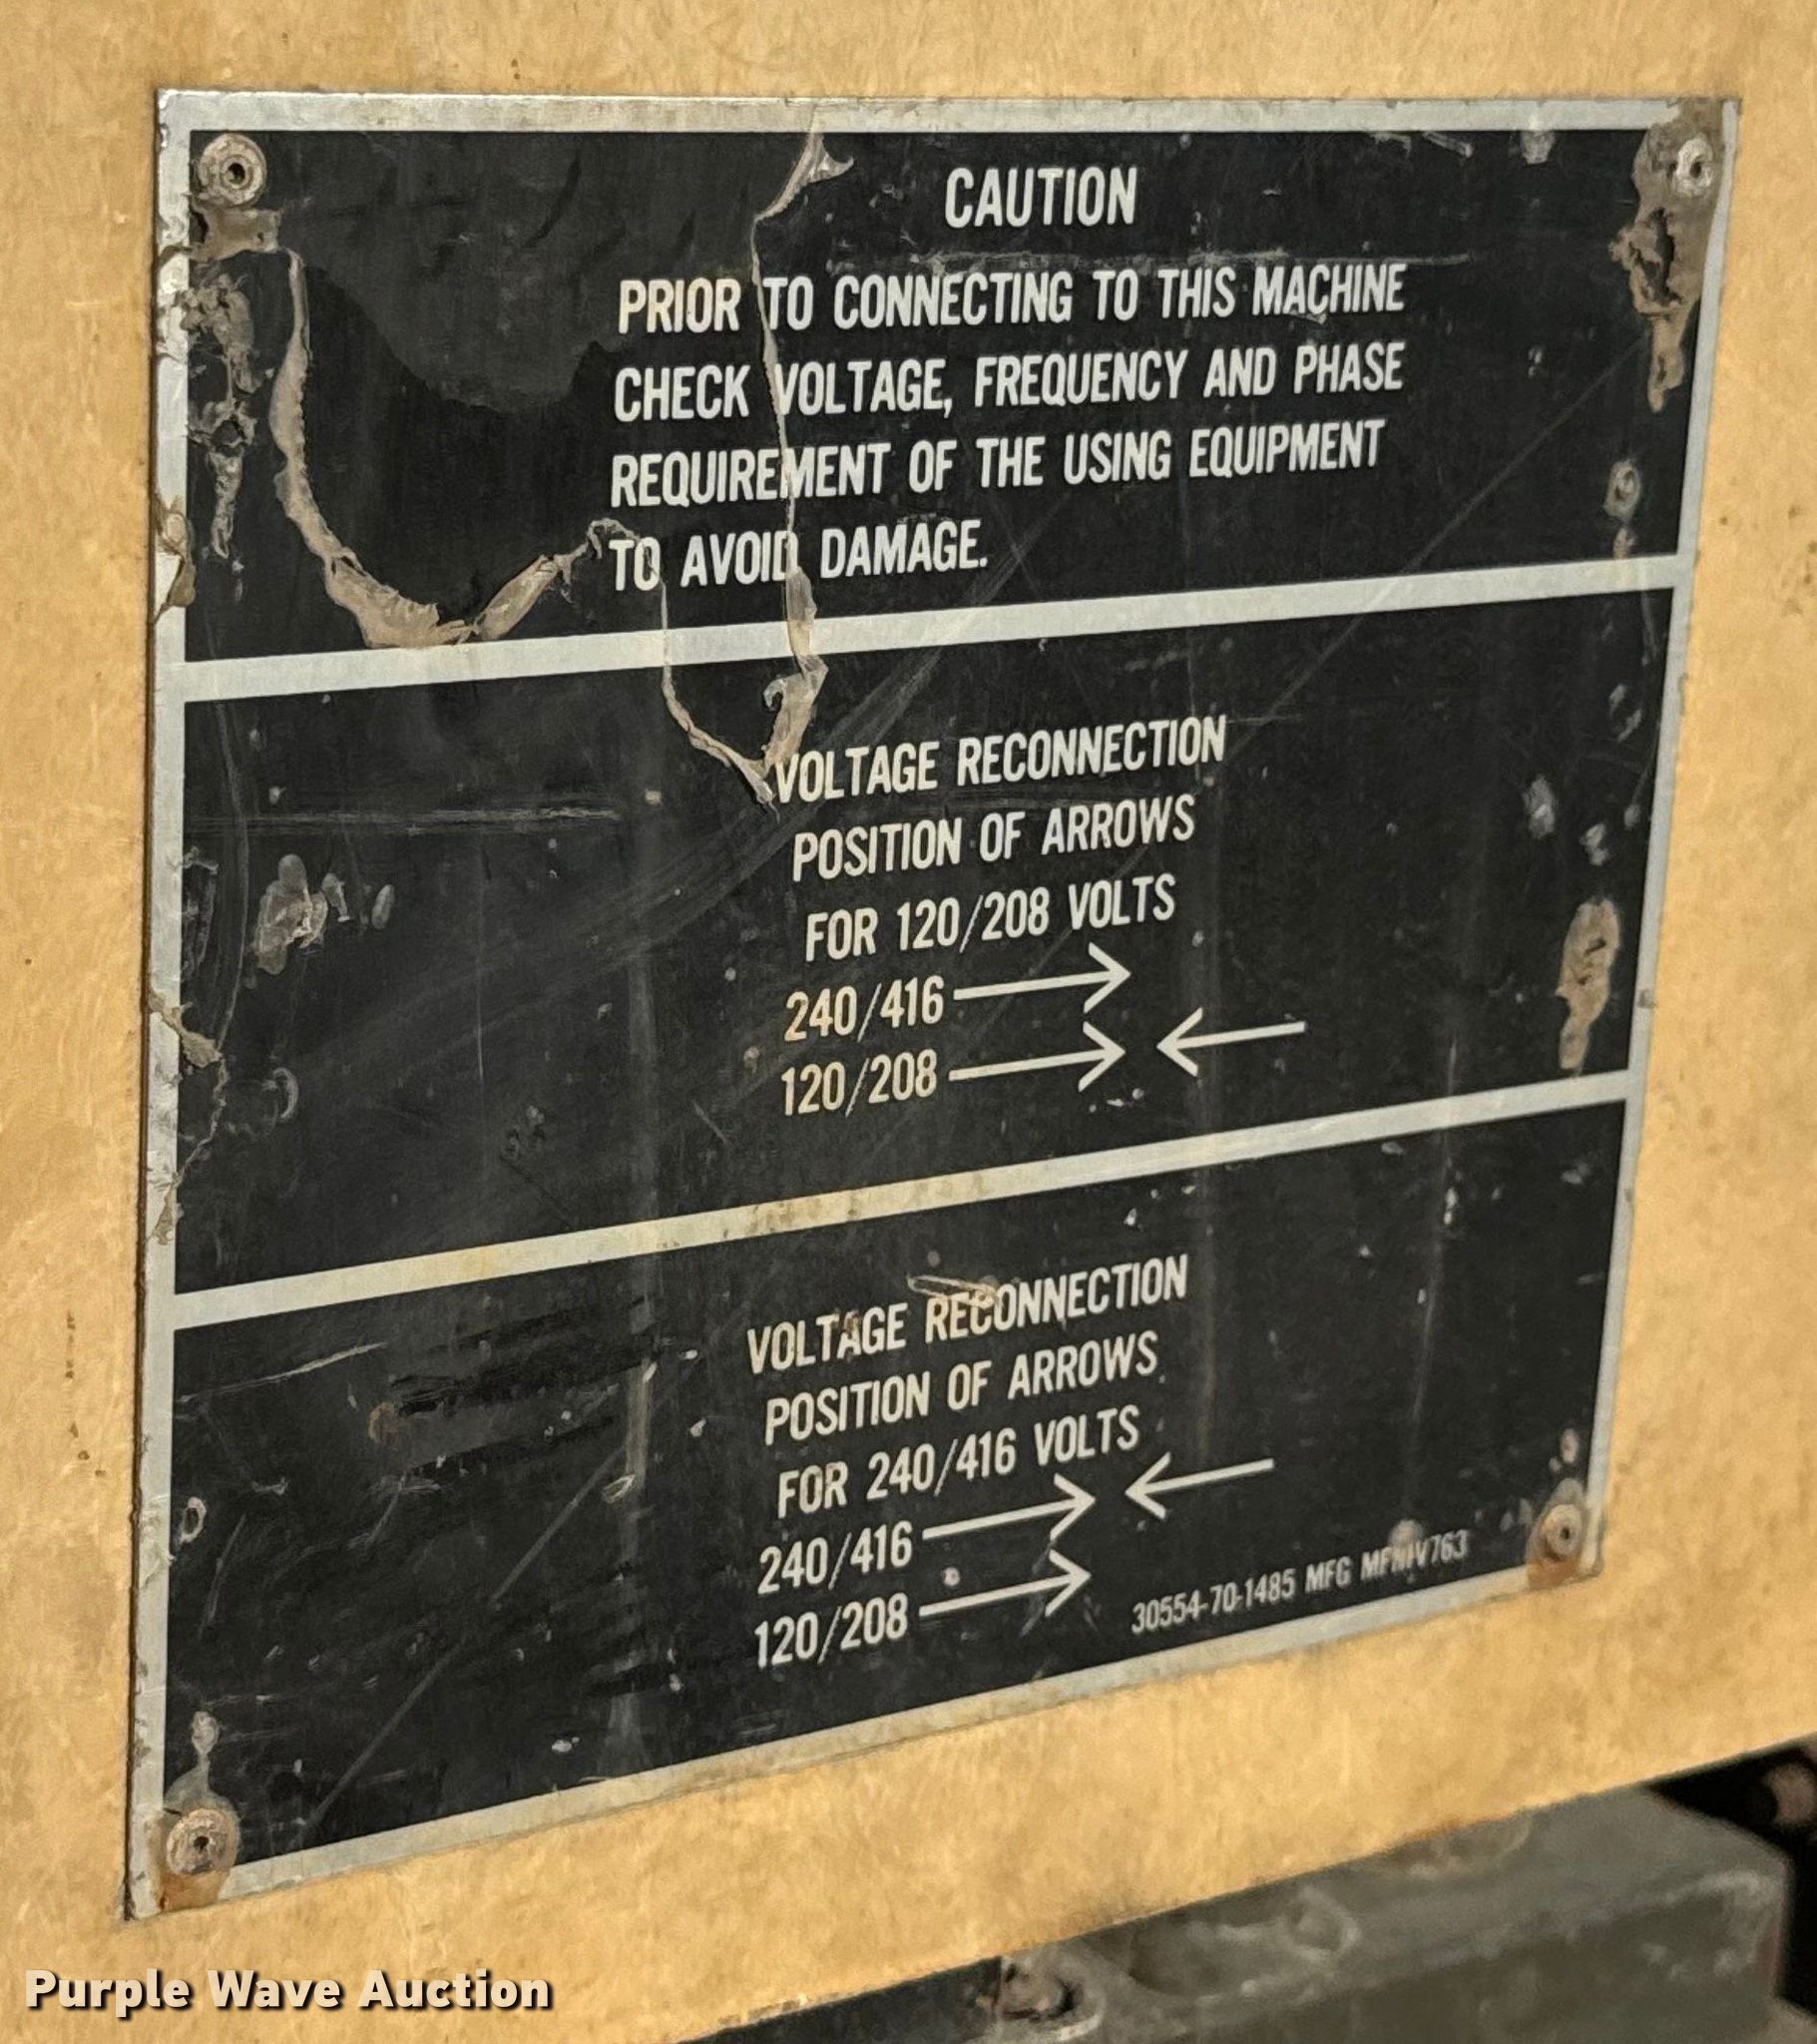 CAUTION
PRIOR TO CONNECTING TO THIS MACHINE
CHECK VOLTAGE, FREQUENCY AND PHASE
REQUIREMENT OF THE USING EQUIPMENT
TO AVOID DAMAGE.
VOLTAGE RECONNECTION
POSITION OF ARROWS
FOR 120/208 VOLTS
240/416
120/208
VOLTAGE RECONNECTION
POSITION OF ARROWS
FOR 240/416 VOLTS
240/416
120/208
30554-70-1485 MFG
Purple Wave Auction